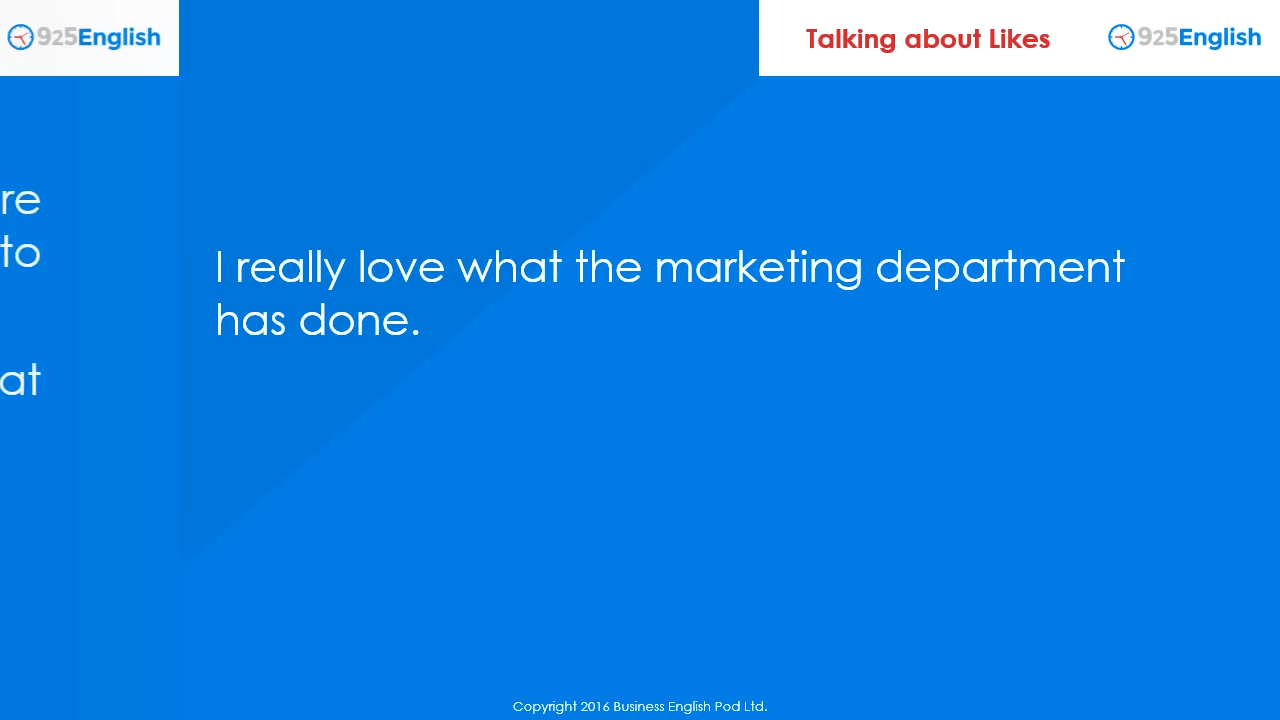 925English
Talking about Likes
925English
re
to
at
I really love what the marketing department
has done.
Copyright 2016 Business English Pod Ltd.